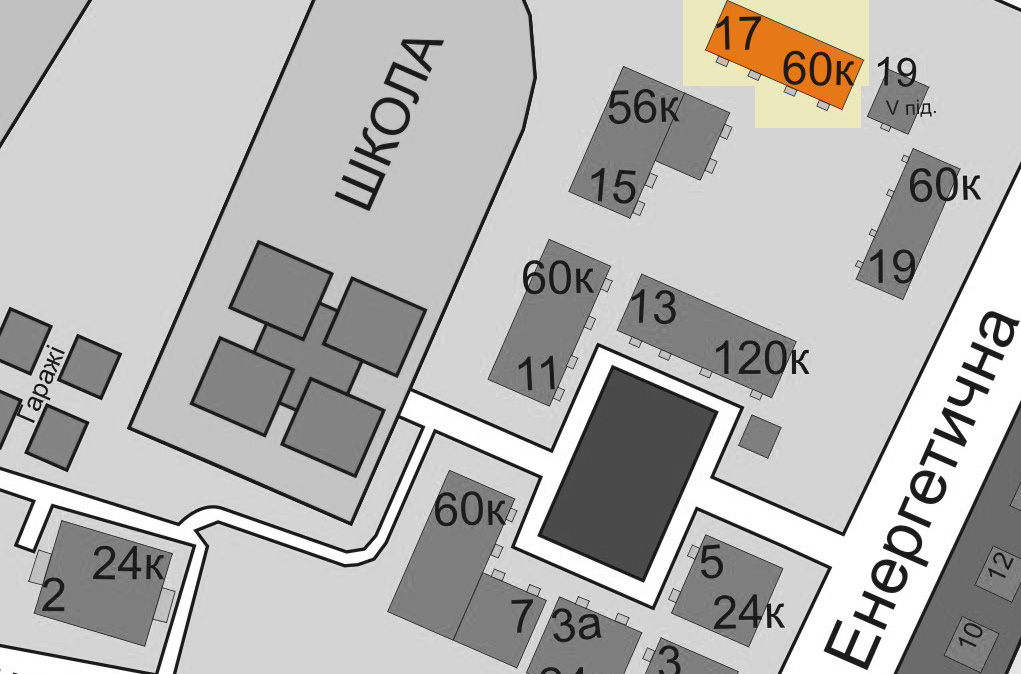 17
60к
19
V під.
ШКОЛА
56к
15
60к
19
60к
11
13
120к
Гаражі
Енергетична
60к
7
24к
2
5
24к
3а
3
12
10